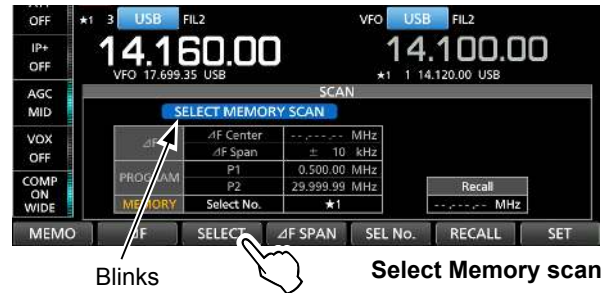 OFF ★1 3 USB FIL2 VFO USB FIL2
IP+
OFF
14.160.00 14.100.00
VFO 17.699.35 USB ★1 1 14.120.00 USB
AGC
MID
SCAN
SELECT MEMORY SCAN
VOX
OFF
⊿F ⊿F Center --,---,-- MHz
⊿F Span ± 10 kHz
COMP
ON
WIDE
PROGRAM P1 0.500.00 MHz
P2 29.999.99 MHz Recall
MEMORY Select No. ★1 --,---,-- MHz
MEMO ⊿F SELECT ⊿F SPAN SEL No. RECALL SET
Blinks
Select Memory scan